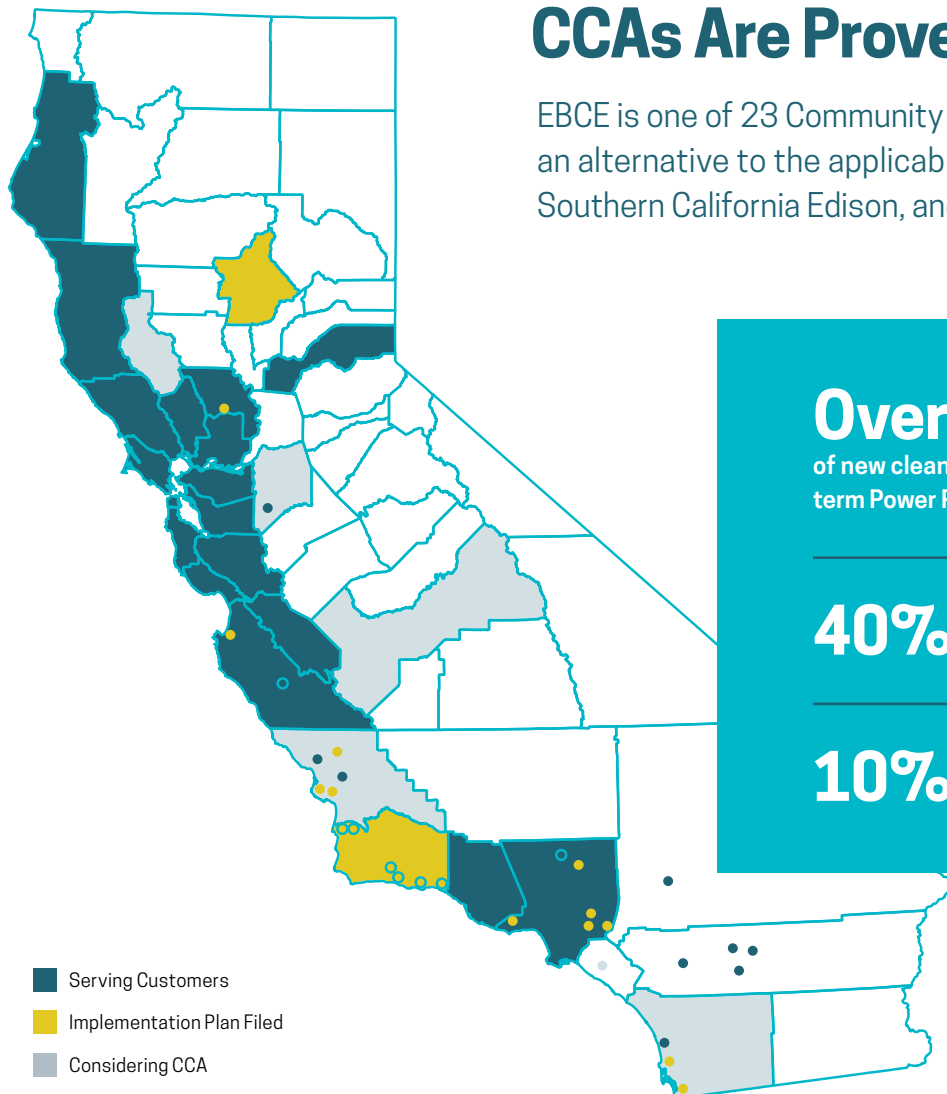 CCAs Are Prove
EBCE is one of 23 Community
an alternative to the applicab
Southern California Edison, an
Over
of new clean
term Power
40%
10%
Serving Customers
Implementation Plan Filed
Considering CCA